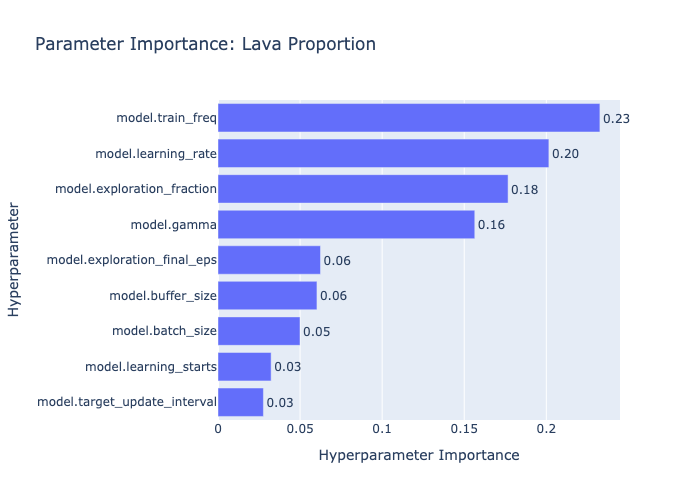 Parameter Importance: Lava Proportion
Hyperparameter
model.train_freq 0.23
model.learning_rate 0.20
model.exploration_fraction 0.18
model.gamma 0.16
model.exploration_final_eps 0.06
model.buffer_size 0.06
model.batch_size 0.05
model.learning_starts 0.03
model.target_update_interval 0.03
0 0.05 0.1 0.15 0.2
Hyperparameter Importance